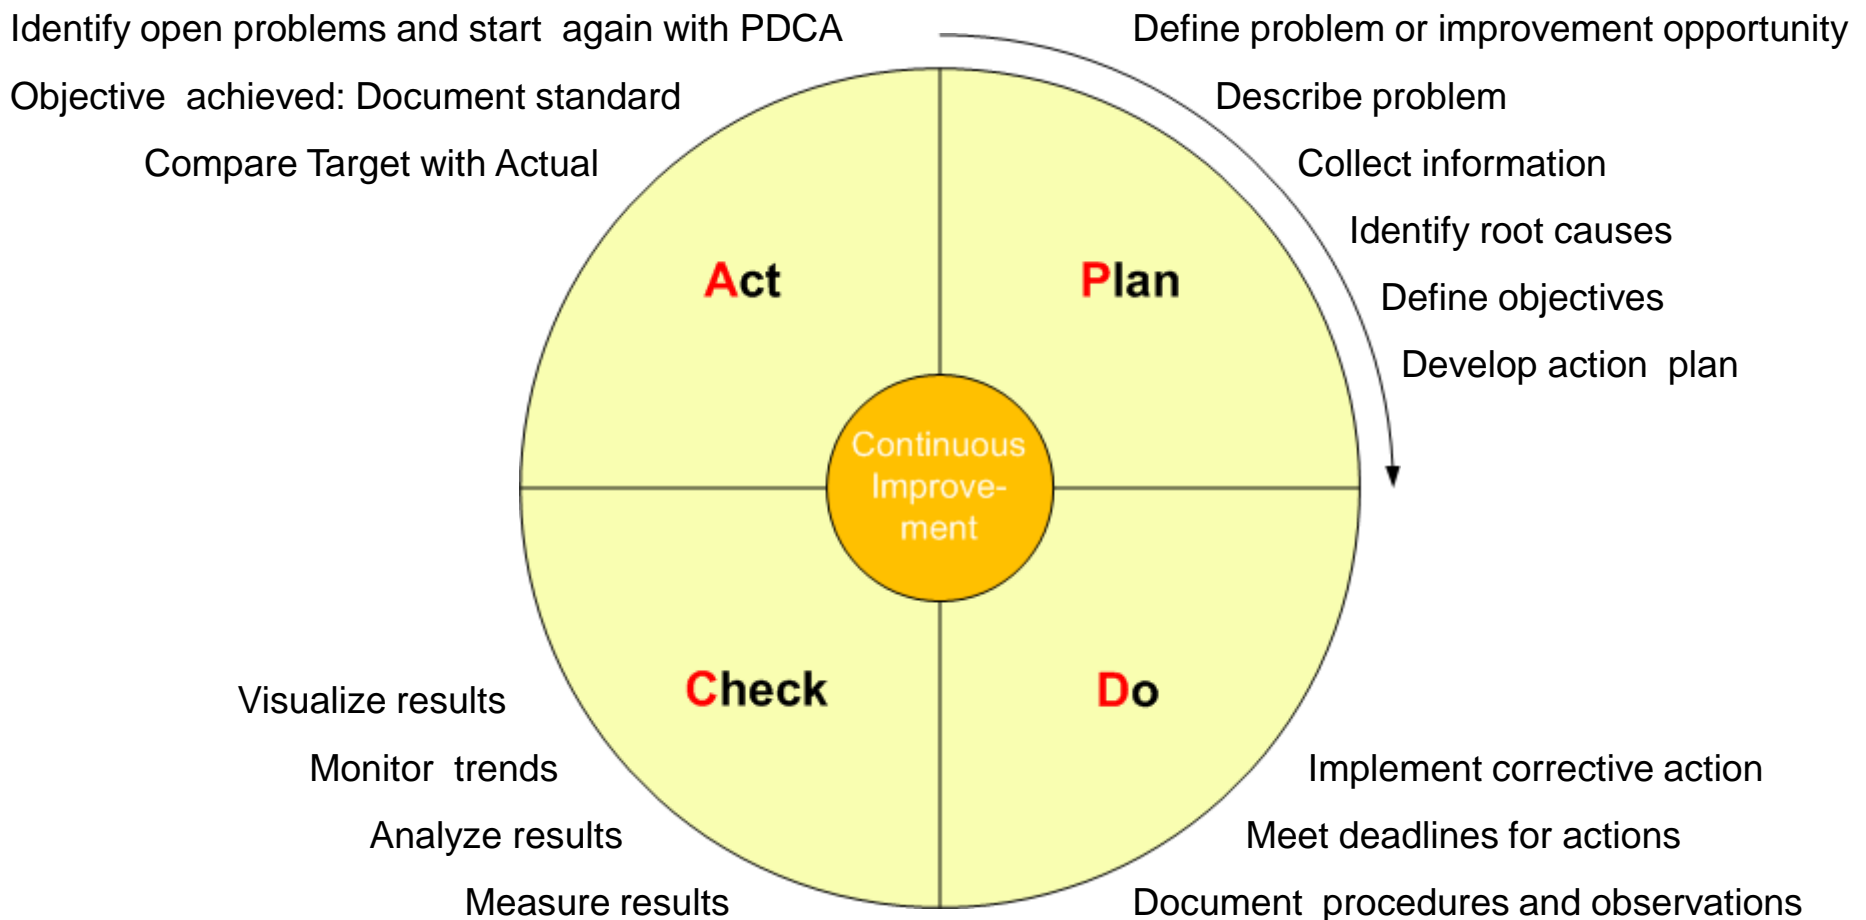 Identify open problems and start again with PDCA
Objective achieved: Document standard
Compare Target with Actual
Define problem or improvement opportunity
Describe problem
Collect information
Identify root causes
Define objectives
Develop action plan
Act
Plan
Continuous
Improve-
ment
Check
Do
Visualize results
Monitor trends
Analyze results
Measure results
Implement corrective action
Meet deadlines for actions
Document procedures and observations